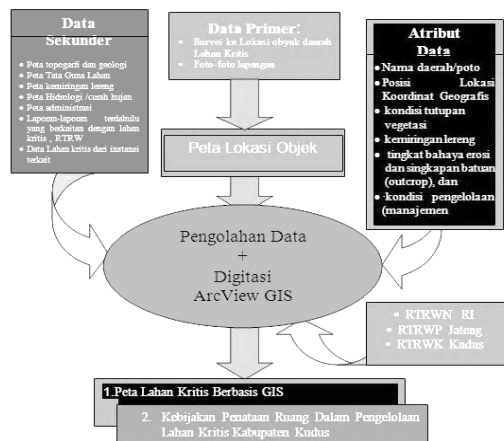 Data
Sekunder
● Peta topografi dan geologi
● Peta Tata Guna Lahan
● Peta kemiringan lereng
● Peta Hidrologi /curah hujan
● Peta administrasi
● Laporan-laporan terdahulu
yang berkaitan dengan lahan
kritis , RTRW
● Data Lahan kritis dari instansi
terkait
Data Primer:
Survei ke Lokasi obyek daerah
Lahan Kritis
Foto-foto lapangan
Peta Lokasi Objek
Atribut
Data
●Nama daerah/poto
●Posisi Lokasi
Koordinat Geografis
● kondisi tutupan
vegetasi
●kemiringan lereng
● tingkat bahaya erosi
dan singkapan batuan
(outcrop), dan
●·kondisi pengelolaan
(manajemen
Pengolahan Data
+
Digitasi
ArcView GIS
▪ RTRWN RI
▪ RTRWP Jateng
▪ RTRWK Kudus
1.Peta Lahan Kritis Berbasis GIS
2. Kebijakan Penataan Ruang Dalam Pengelolaan
Lahan Kritis Kabupaten Kudus